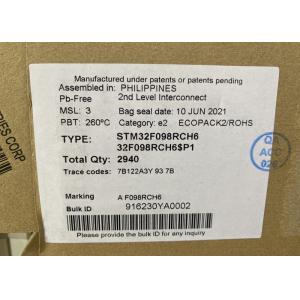 Manufactured under patents or patents pending
Assembled in: PHILIPPINES
Pb-Free 2nd Level Interconnect
MSL: 3 Bag seal date: 10 JUN 2021
PBT: 260°C Category: e2 ECOPACK2/ROHS
TYPE: STM32F098RCH6
32F098RCH6$P1
Total Qty: 2940
Trace codes: 7B122A3Y 93 7B
Marking A F098RCH6
Bulk ID 916230YA0002
Please provide the bulk ID for any inquiry
QA
ACC